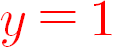 y = 1